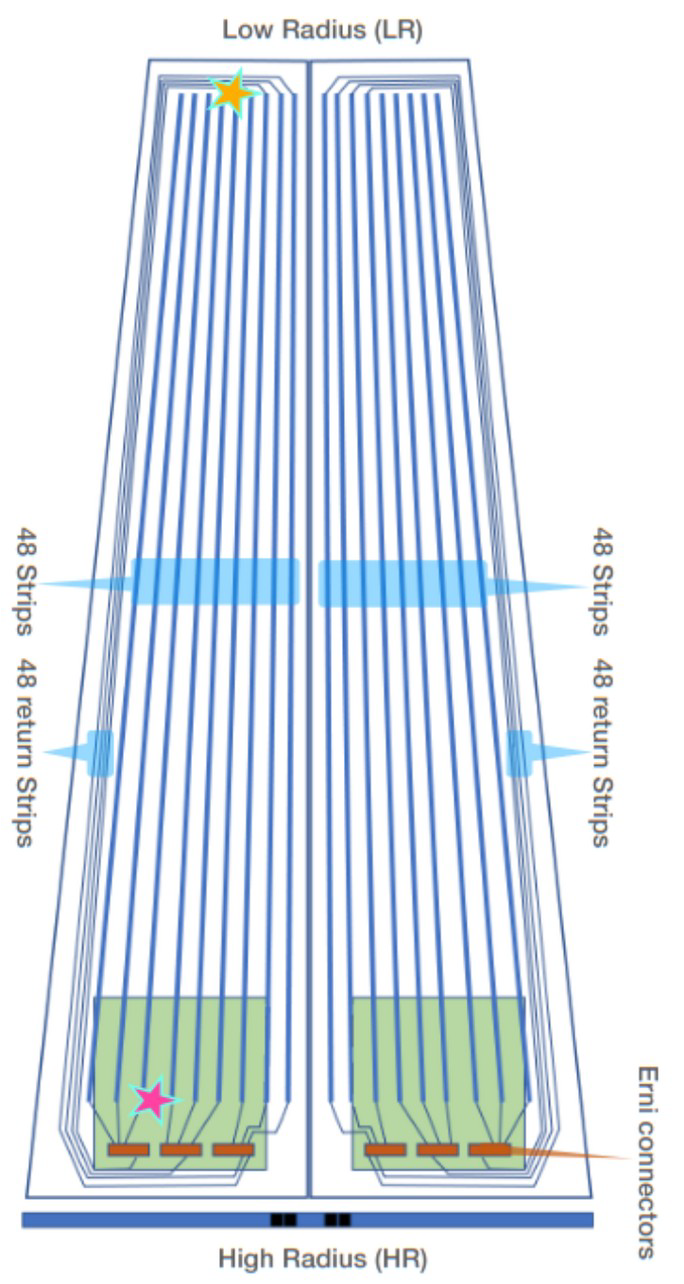 Low Radius (LR)
48 Strips
48 Strips
48 return Strips
48 return Strips
Erni connectors
High Radius (HR)